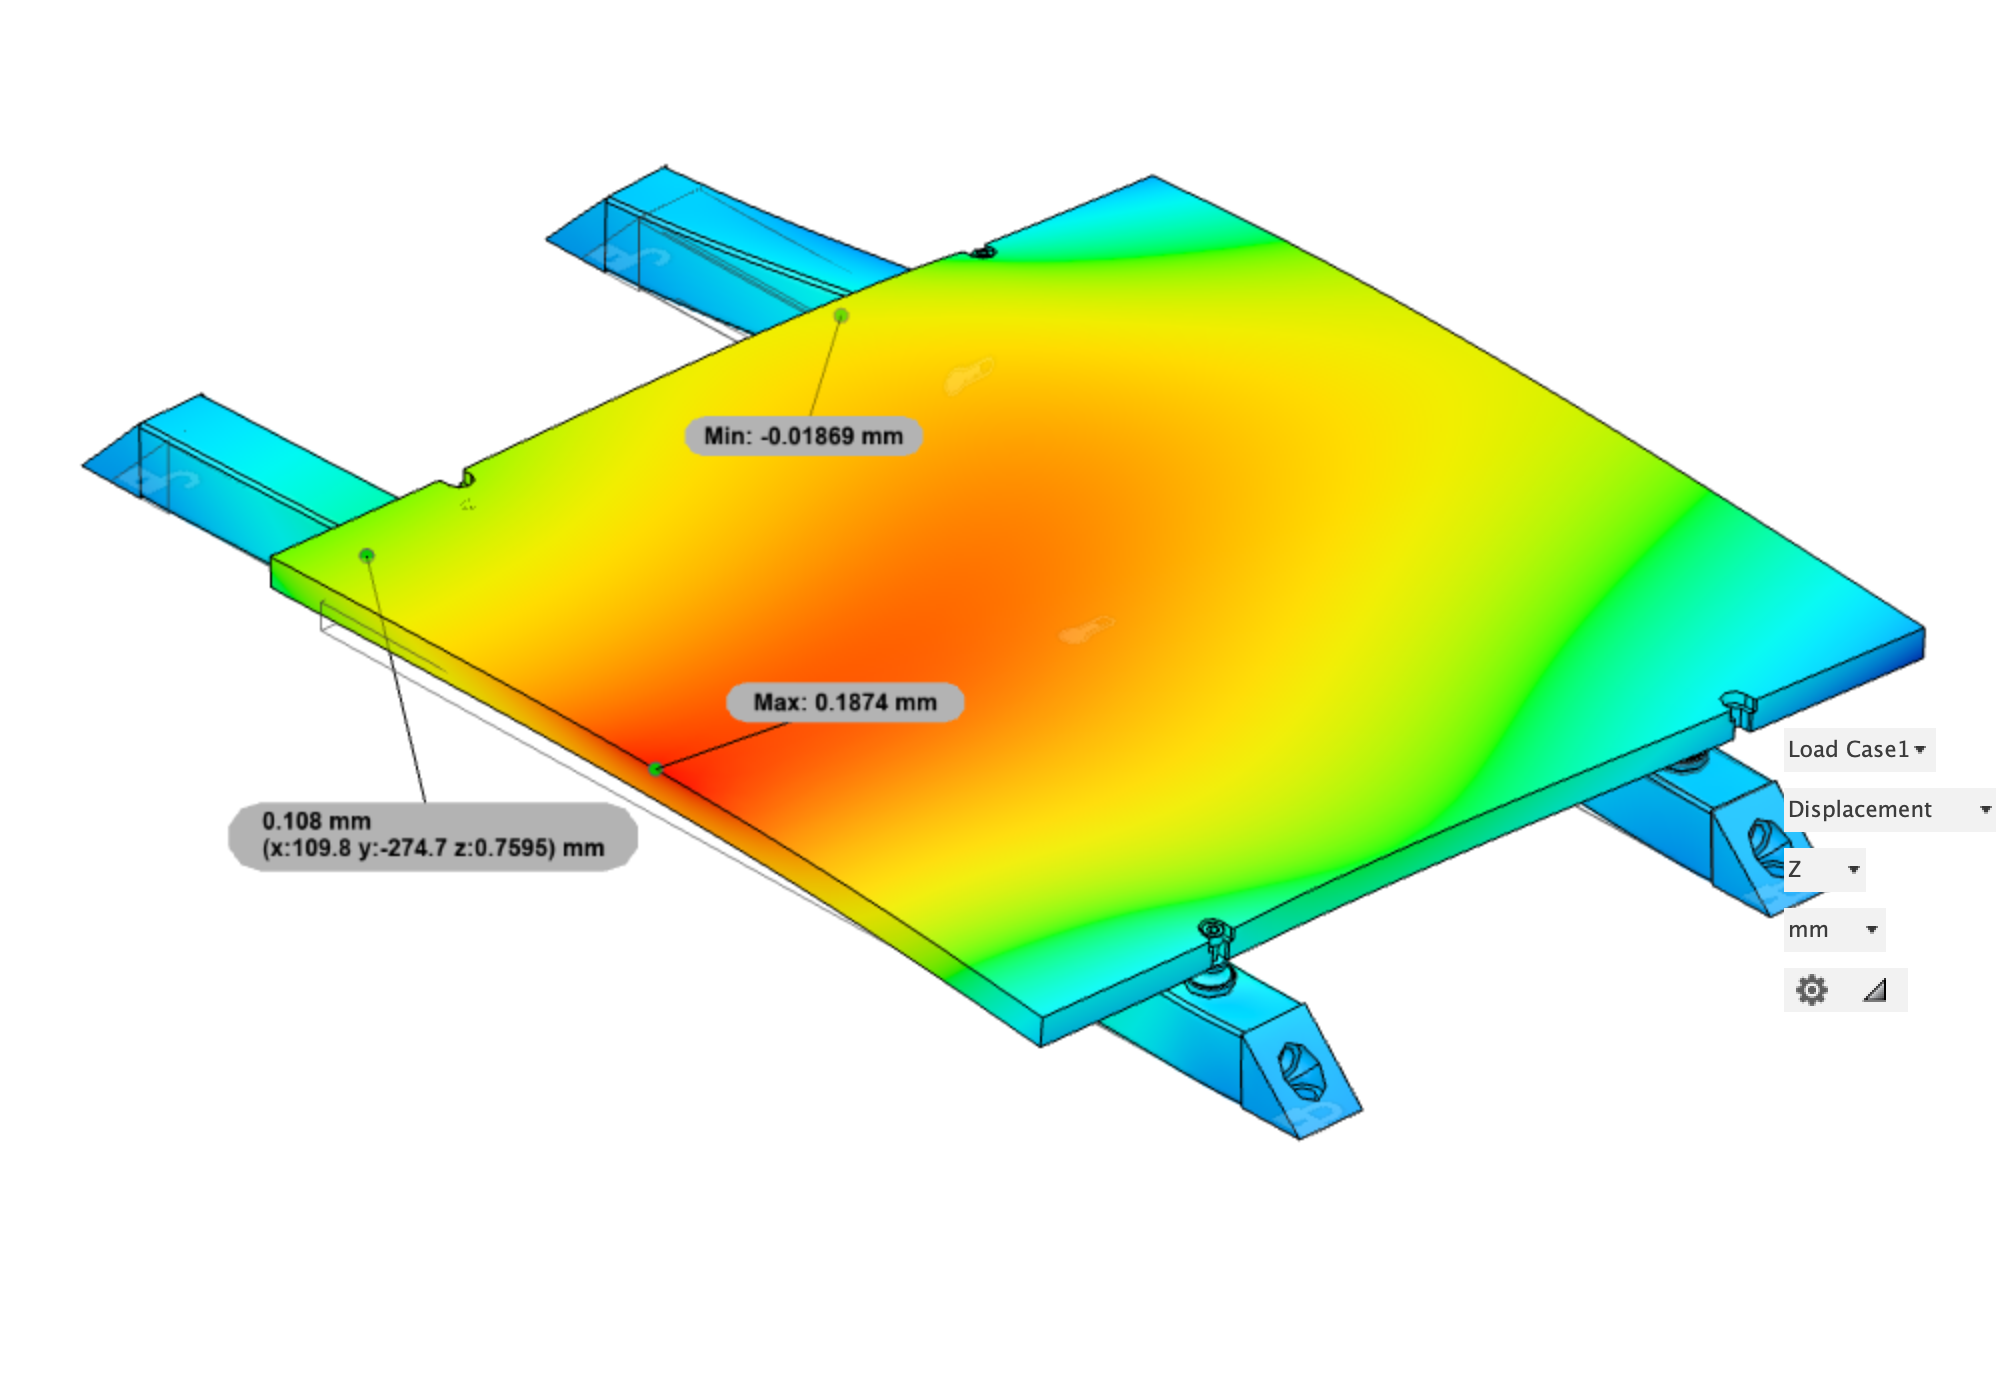 Min: -0.01869 mm
Max: 0.1874 mm
0.108 mm
(x:109.8 y:-274.7 z:0.7595) mm
Load Case1
Displacement
Z
mm